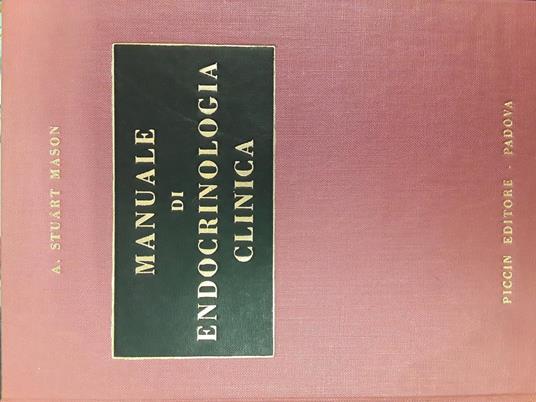 A. STUART MASON
MANUALE
DI
ENDOCRINOLOGIA
CLINICA
PICCIN EDITORE - PADOVA